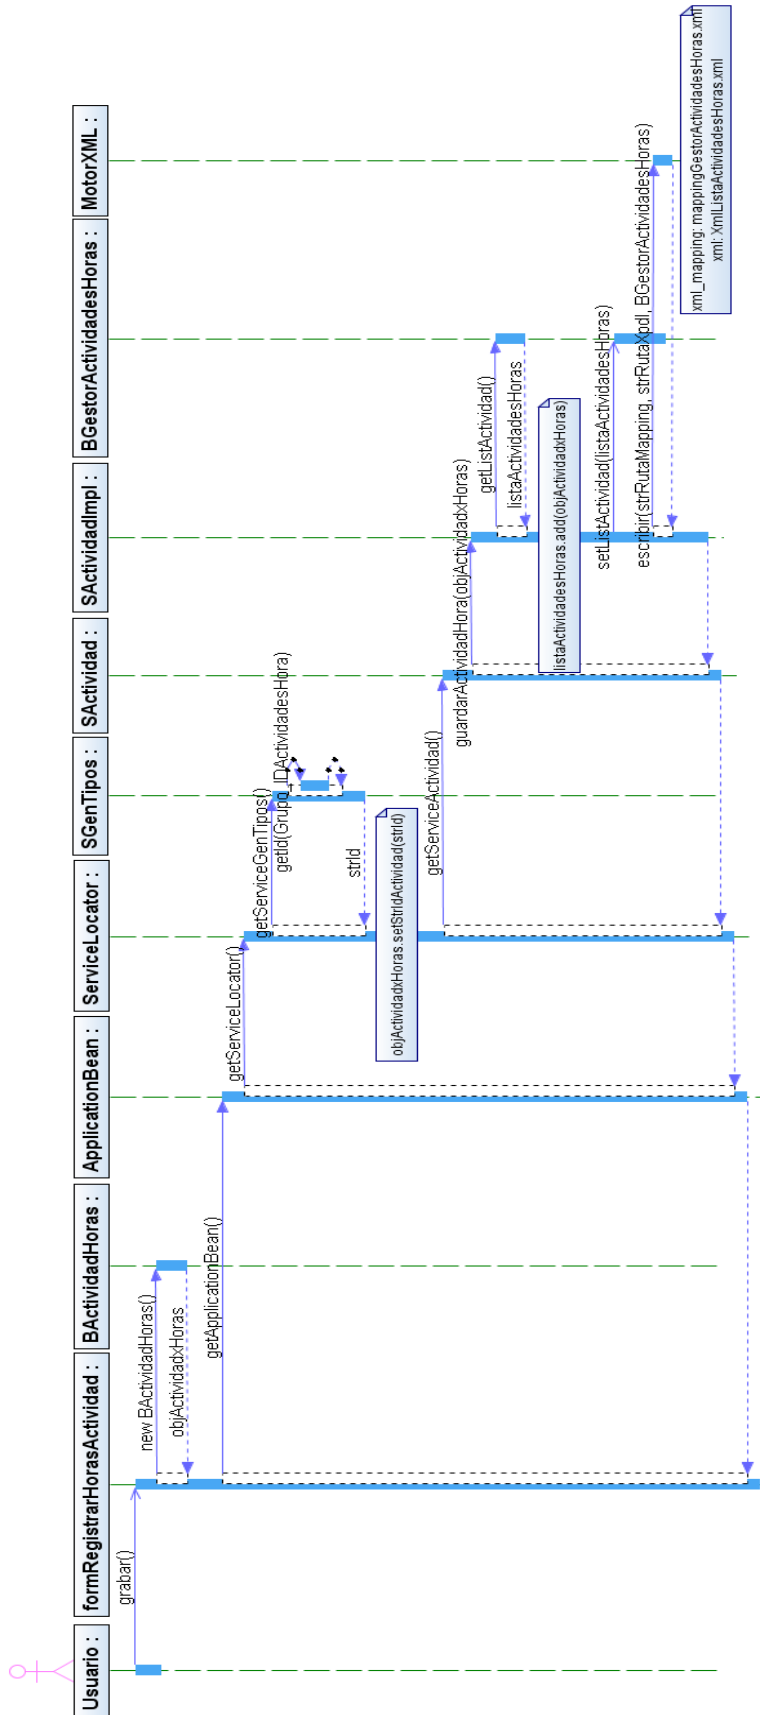 Usuario :
formRegistrarHorasActividad :
BActividadHoras :
ApplicationBean :
ServiceLocator :
SGenTipos :
SActividad :
SActividadImpl :
BGestorActividadesHoras :
MotorXML :
grabar()
new BActividadHoras()
objActividadxHoras
getApplicationBean()
getServiceLocator()
getServiceGenTipos()
getId(Grupo_IDActividadesHora)
strId
objActividadxHoras.setStrIdActividad(strId)
getServiceActividad()
guardarActividadHora(objActividadxHoras)
getListActividad()
listaActividadesHoras
listaActividadesHoras.add(objActividadxHoras)
setListActividad(listaActividadesHoras)
escribir(strRutaMapping, strRutaXpdl, BGestorActividadesHoras)
xml_mapping: mappingGestorActividadesHoras.xml
xml: XmlListaActividadesHoras.xml